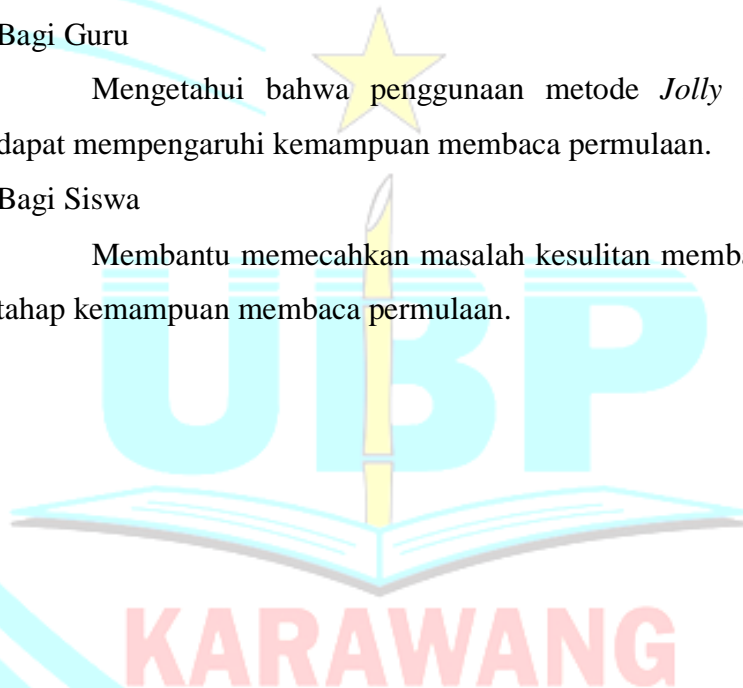 Bagi Guru
Mengetahui bahwa penggunaan metode Jolly
dapat mempengaruhi kemampuan membaca permulaan.
Bagi Siswa
Membantu memecahkan masalah kesulitan
tahap kemampuan membaca permulaan.
UBP
KARAWANG